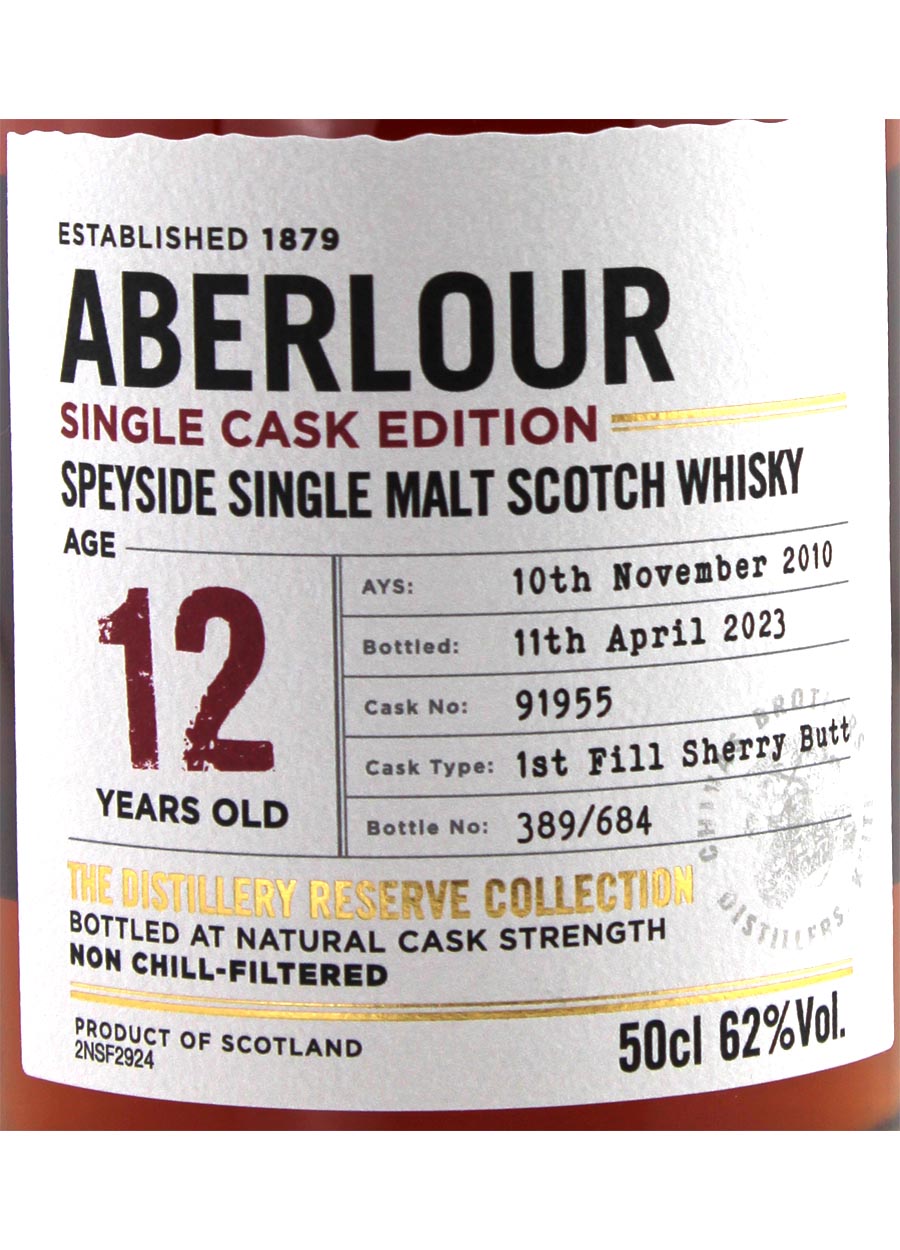 ESTABLISHED 1879
ABERLOUR
SINGLE CASK EDITION
SPEYSIDE SINGLE MALT SCOTCH WHISKY
AGE
12
YEARS OLD
AYS: 10th November 2010
Bottled: 11th April 2023
Cask No: 91955
Cask Type: 1st Fill Sherry Butt
Bottle No: 389/684
THE DISTILLERY RESERVE COLLECTION
BOTTLED AT NATURAL CASK STRENGTH
NON CHILL-FILTERED
DISTILLERS
PRODUCT OF SCOTLAND
2NSF2924
50cl 62%Vol.